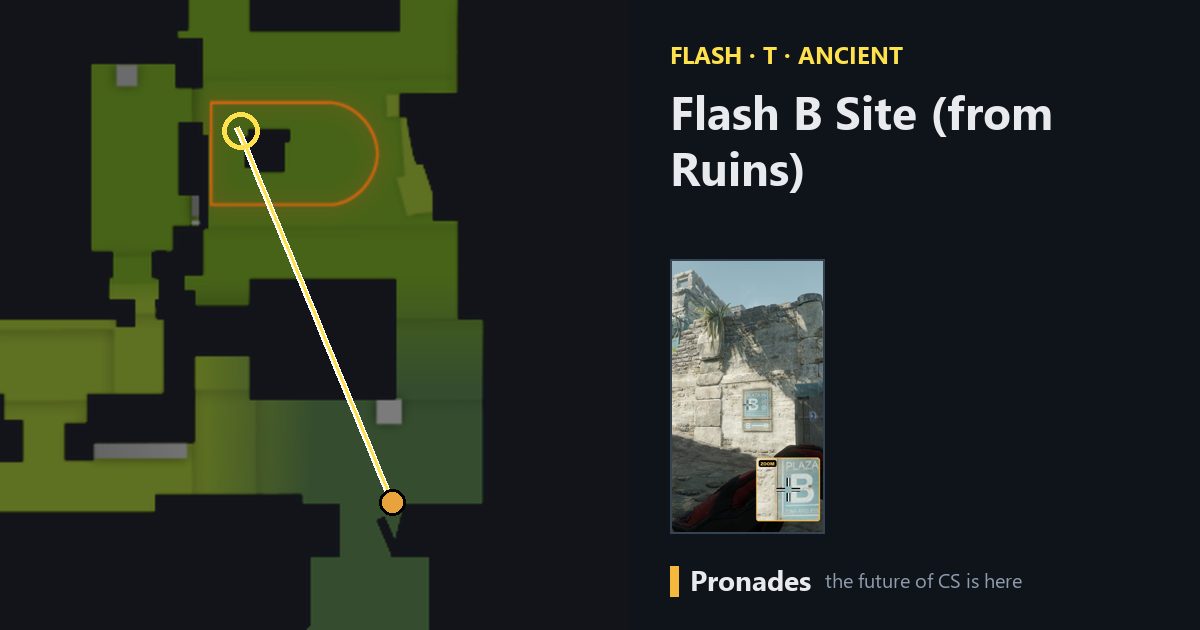 FLASH · T · ANCIENT
Flash B Site (from
Ruins)
B
ZOOM
PLAZA
B
Pronades the future of CS is here